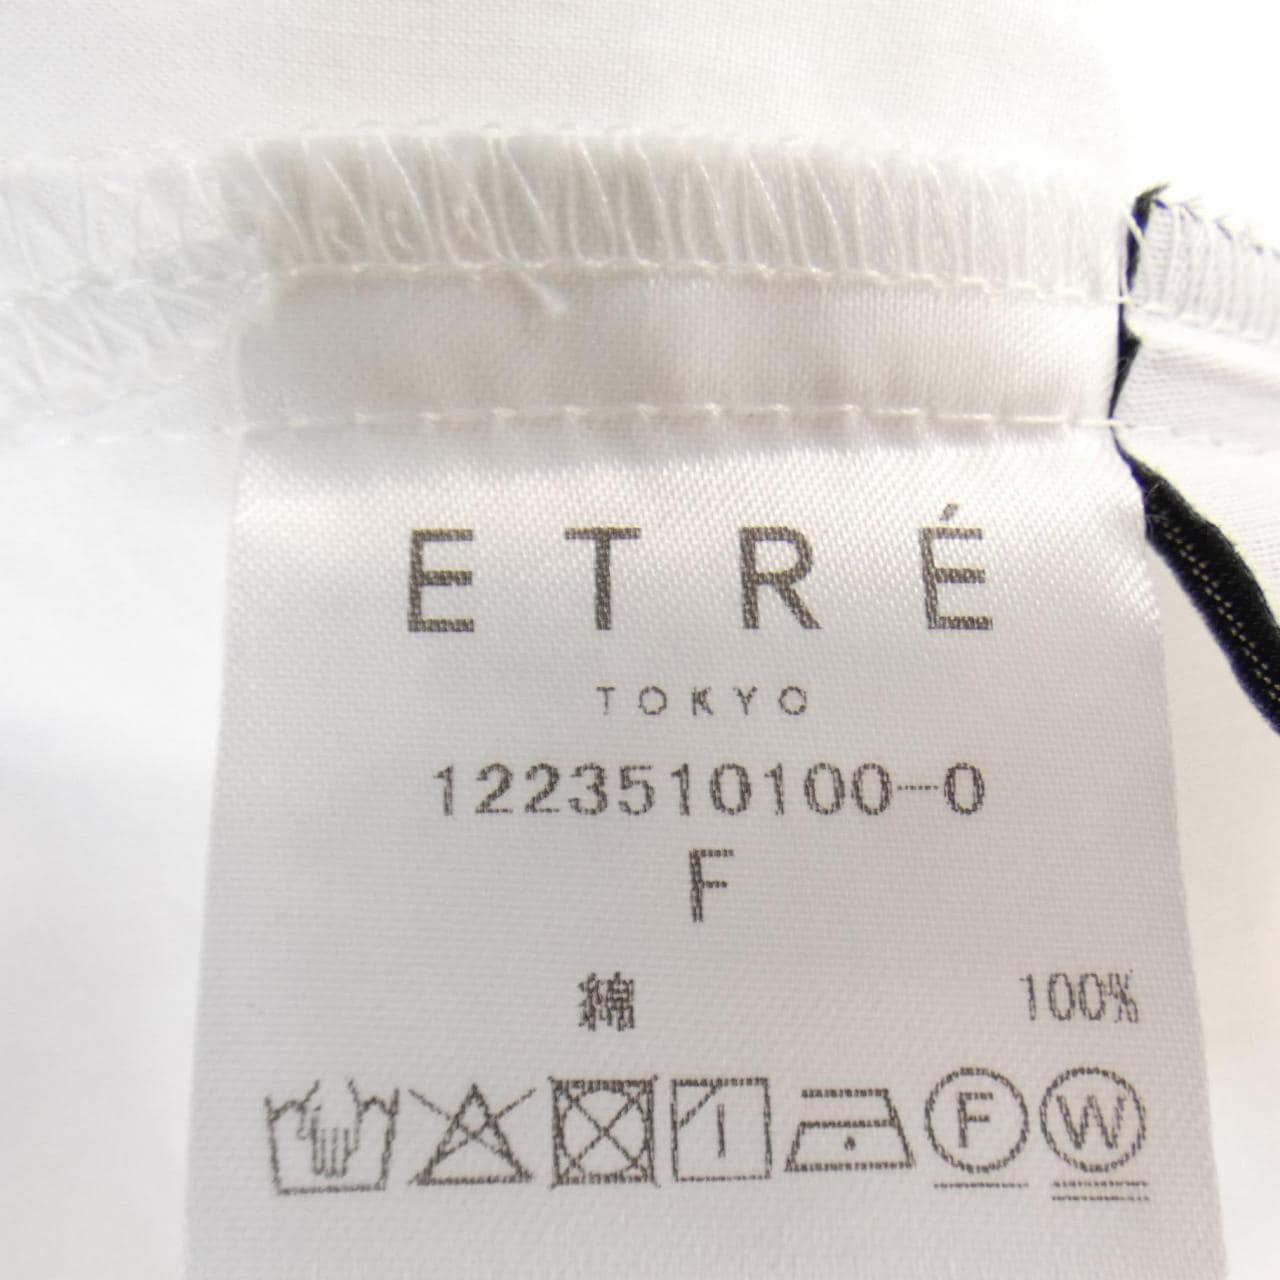 ETRÉ
TOKYO
1223510100-0
F
綿 100%
F W